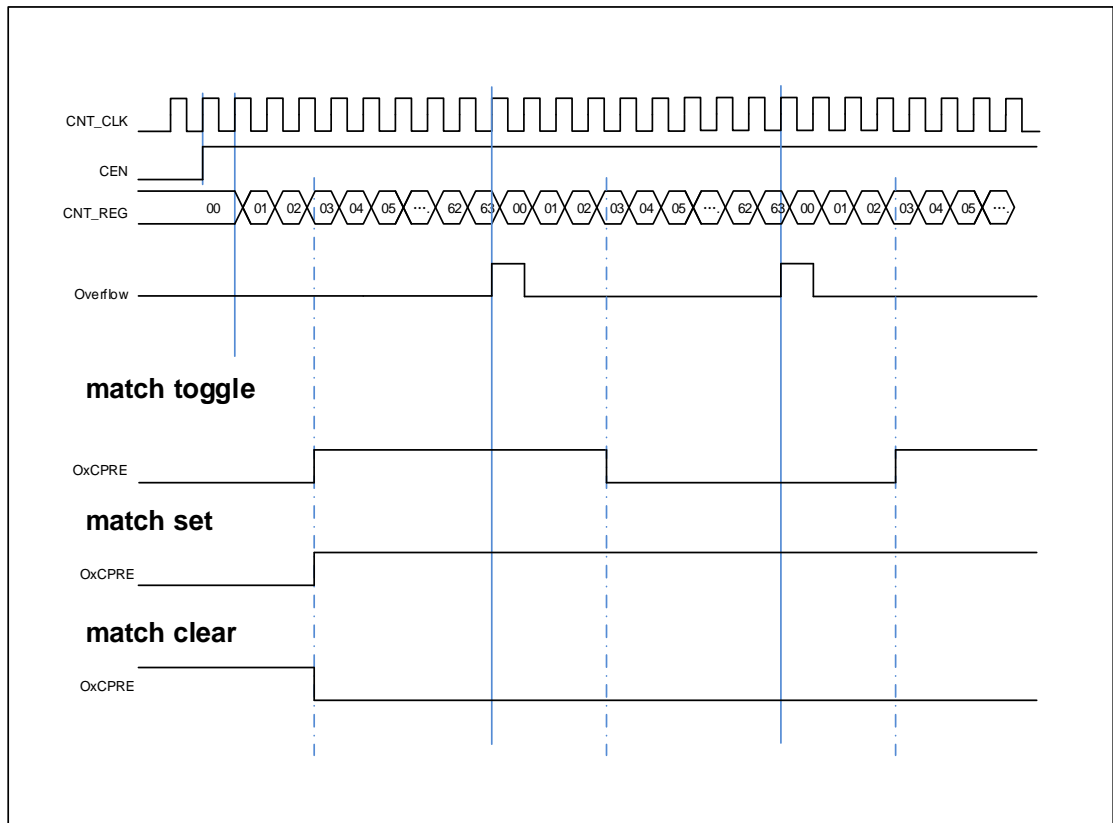 CNT_CLK
CEN
CNT_REG 00 01 02 03 04 05 ... 62 63 00 01 02 03 04 05 ... 62 63 00 01 02 03 04 05 ...
Overflow
match toggle
OxCPRE
match set
OxCPRE
match clear
OxCPRE